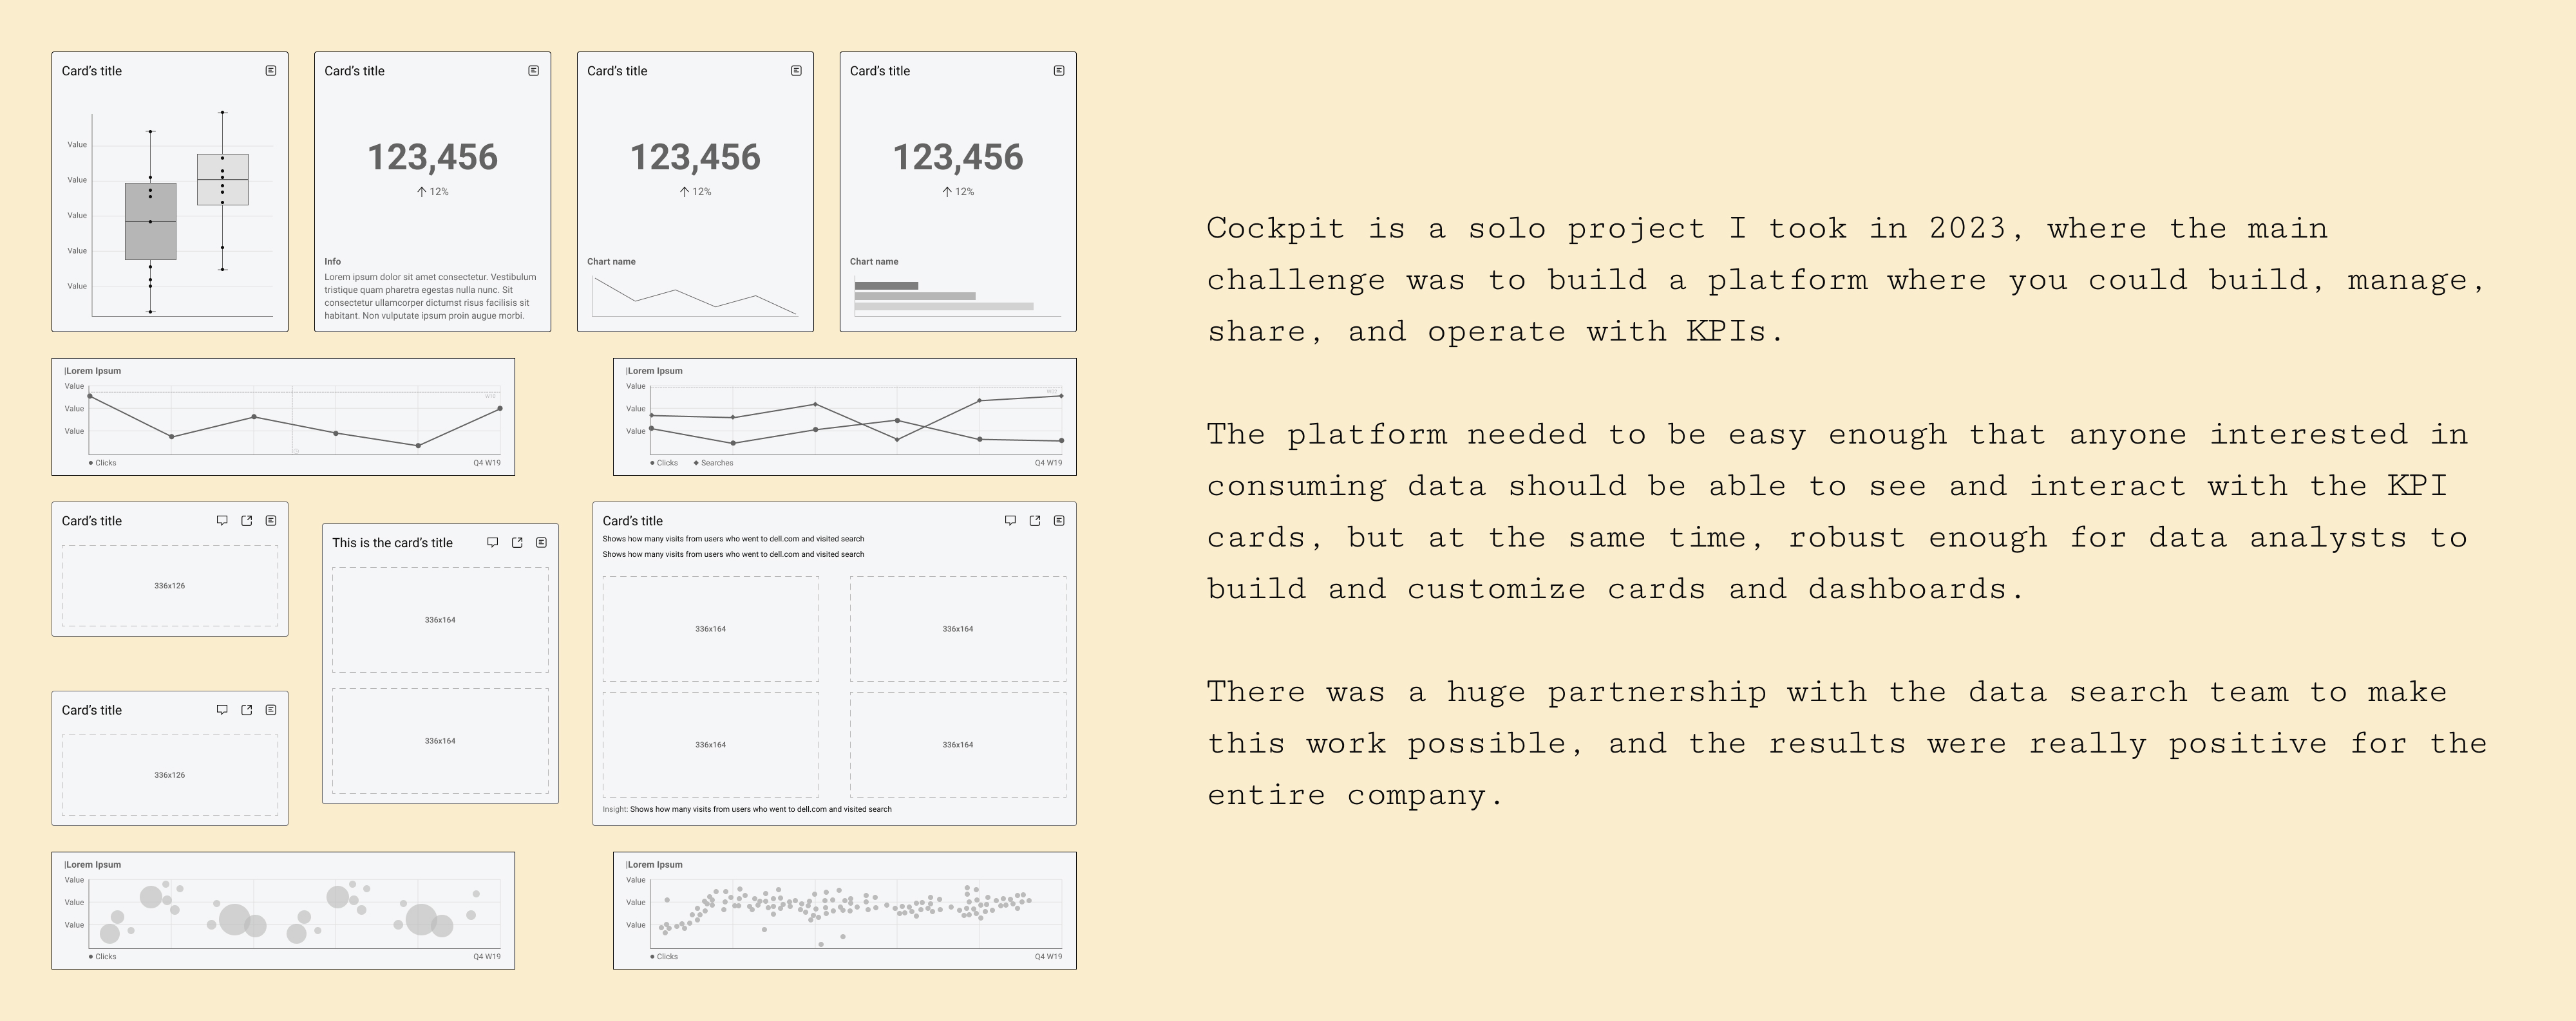 Card's title
Value
Value
Value
Value
Value
Card's title
123,456
↑ 12%
Info
Lorem ipsum dolor sit amet consectetur. Vestibulum
tristique quam pharetra egestas nulla nunc. Sit
consectetur ullamcorper dictumst risus facilisis sit
habitant. Non vulputate ipsum proin augue morbi.
Card's title
123,456
↑ 12%
Chart name
Card's title
123,456
↑ 12%
Chart name
|Lorem Ipsum
Value
Value
Value
Clicks
Q4 W19
|Lorem Ipsum
Value
Value
Value
Clicks
Searches
Q4 W19
Card's title
336x126
This is the card's title
336x164
336x164
Card's title
Shows how many visits from users who went to dell.com and visited search
Shows how many visits from users who went to dell.com and visited search
336x164
336x164
336x164
336x164
Insight: Shows how many visits from users who went to dell.com and visited search
Card's title
336x126
|Lorem Ipsum
Value
Value
Value
Clicks
Q4 W19
|Lorem Ipsum
Value
Value
Value
Clicks
Q4 W19
Cockpit is a solo project I took in 2023, where the main
challenge was to build a platform where you could build, manage,
share, and operate with KPIs.
The platform needed to be easy enough that anyone interested in
consuming data should be able to see and interact with the KPI
cards, but at the same time, robust enough for data analysts to
build and customize cards and dashboards.
There was a huge partnership with the data search team to make
this work possible, and the results were really positive for the
entire company.